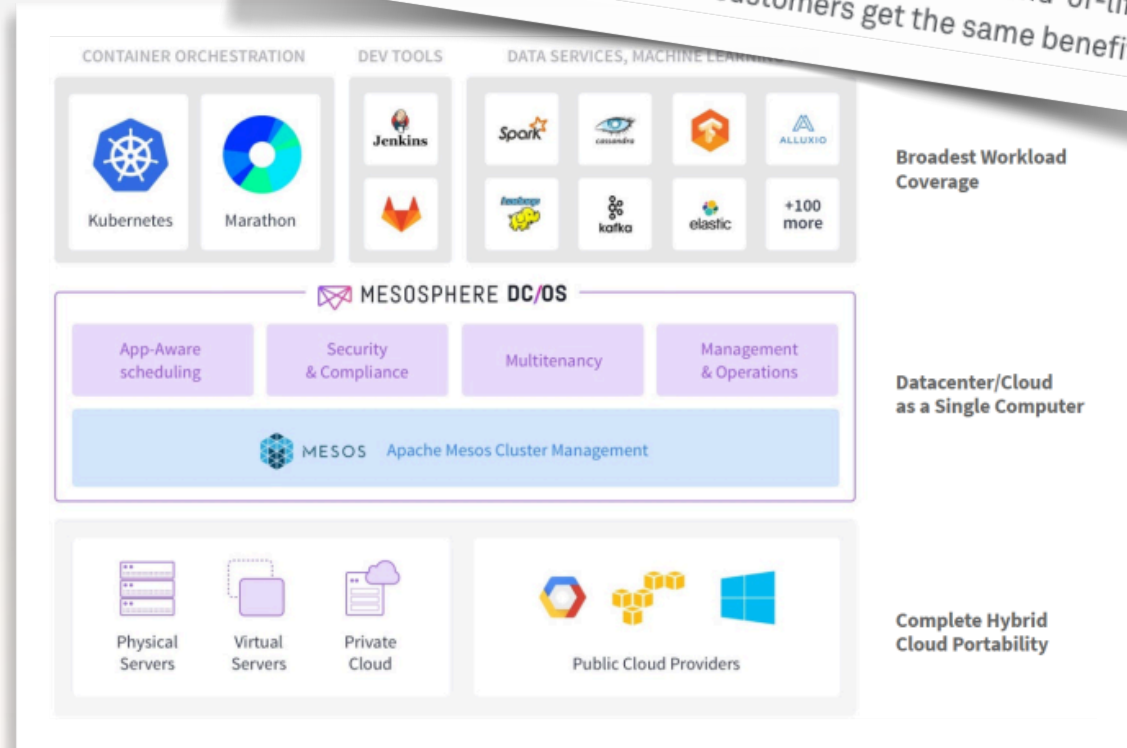 customers get the same benefi
CONTAINER ORCHESTRATION
DEV TOOLS
DATA SERVICES, MACHINE LEARNING
Kubernetes
Marathon
Jenkins
Spark
cassandra
ALLUXIO
hadoop
kafka
elastic
+100
more
Broadest Workload
Coverage
MESOSPHERE DC/OS
App-Aware
scheduling
Security
& Compliance
Multitenancy
Management
& Operations
MESOS Apache Mesos Cluster Management
Datacenter/Cloud
as a Single Computer
Physical
Servers
Virtual
Servers
Private
Cloud
Public Cloud Providers
Complete Hybrid
Cloud Portability